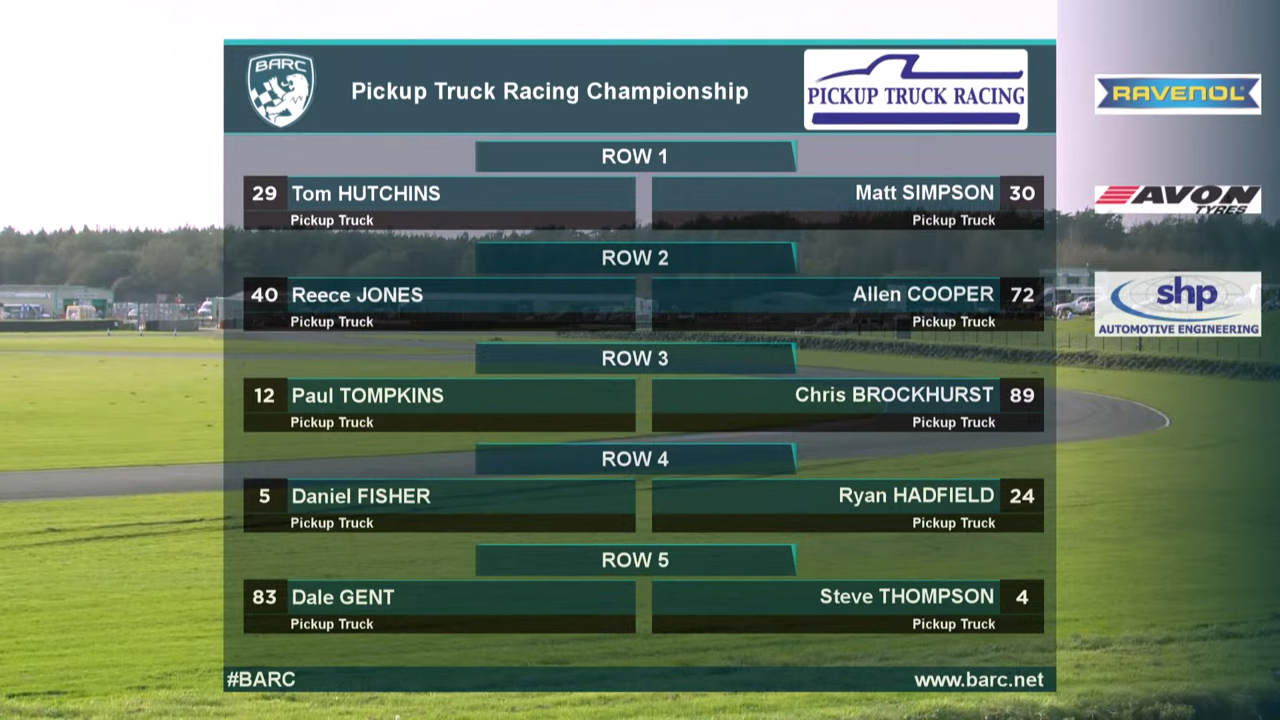 BARC
Pickup Truck Racing Championship
PICKUP TRUCK RACING
RAVENOL
AVON
TYRES
shp
AUTOMOTIVE ENGINEERING
ROW 1
29 Tom HUTCHINS
Pickup Truck
Matt SIMPSON 30
Pickup Truck
ROW 2
40 Reece JONES
Pickup Truck
Allen COOPER 72
Pickup Truck
ROW 3
12 Paul TOMPKINS
Pickup Truck
Chris BROCKHURST 89
Pickup Truck
ROW 4
5 Daniel FISHER
Pickup Truck
Ryan HADFIELD 24
Pickup Truck
ROW 5
83 Dale GENT
Pickup Truck
Steve THOMPSON 4
Pickup Truck
#BARC
www.barc.net